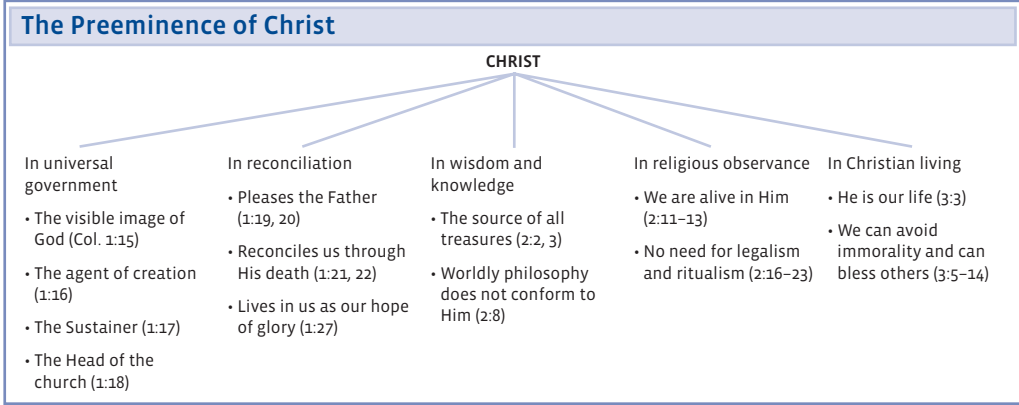 The Preeminence of Christ
CHRIST
In universal
government
• The visible image of
God (Col. 1:15)
• The agent of creation
(1:16)
• The Sustainer (1:17)
• The Head of the
church (1:18)
In reconciliation
• Pleases the Father
(1:19, 20)
• Reconciles us through
His death (1:21, 22)
• Lives in us as our hope
of glory (1:27)
In wisdom and
knowledge
• The source of all
treasures (2:2, 3)
• Worldly philosophy
does not conform to
Him (2:8)
In religious observance
• We are alive in Him
(2:11–13)
• No need for legalism
and ritualism (2:16–23)
In Christian living
• He is our life (3:3)
• We can avoid
immorality and can
bless others (3:5–14)